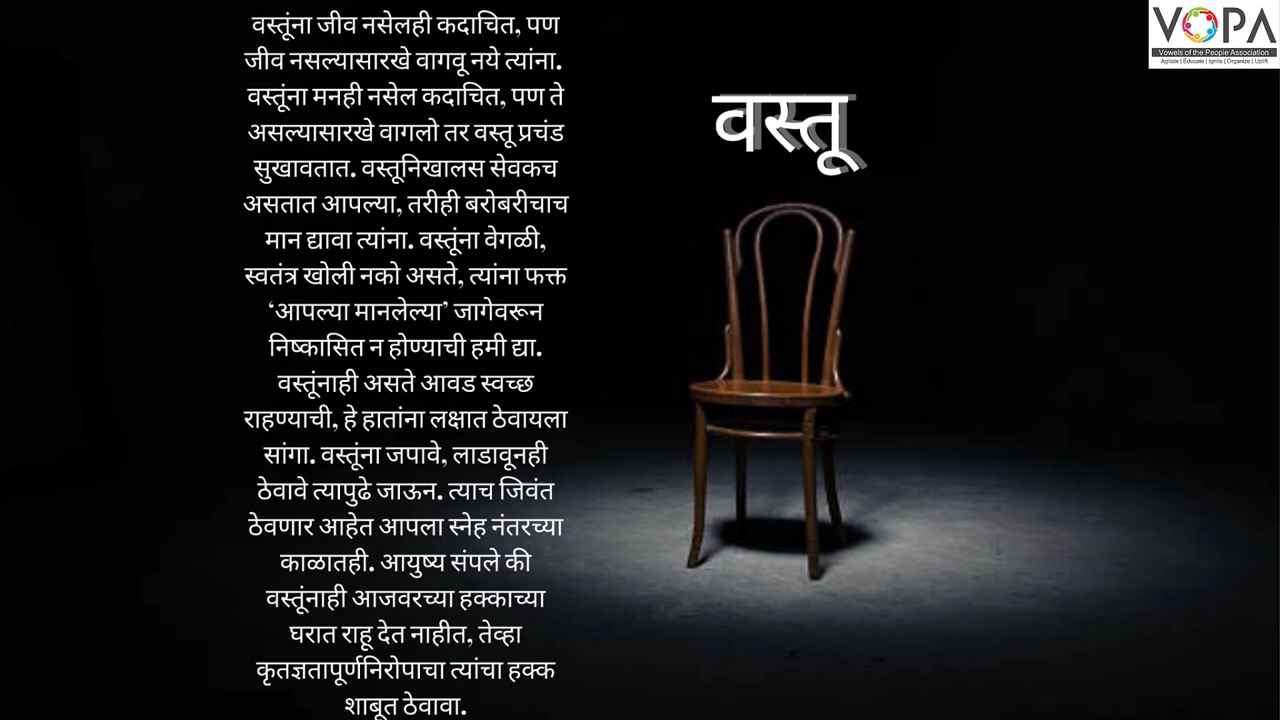 वस्तूंना जीव नसेलही कदाचित, पण
जीव नसल्यासारखे वागवू नये त्यांना.
वस्तूंना मनही नसेल कदाचित, पण ते
असल्यासारखे वागलो तर वस्तू प्रचंड
सुखावतात. वस्तूनिखालस सेवकच
असतात आपल्या, तरीही बरोबरीचाच
मान द्यावा त्यांना. वस्तूंना वेगळी,
स्वतंत्र खोली नको असते, त्यांना फक्त
‘आपल्या मानलेल्या’ जागेवरून
निष्कासित न होण्याची हमी द्या.
वस्तूंनाही असते आवड स्वच्छ
राहण्याची, हे हातांना लक्षात ठेवायला
सांगा. वस्तूंना जपावे, लाडावूनही
ठेवावे त्यापुढे जाऊन. त्याच जिवंत
ठेवणार आहेत आपला स्नेह नंतरच्या
काळातही. आयुष्य संपले की
वस्तूंनाही आजवरच्या हक्काच्या
घरात राहू देत नाहीत, तेव्हा
कृतज्ञतापूर्णनिरोपाचा त्यांचा हक्क
शाबूत ठेवावा.
वस्तू
VOPA
Vowels of the People Association
Agitate | Educate | Ignite | Organize | Uplift